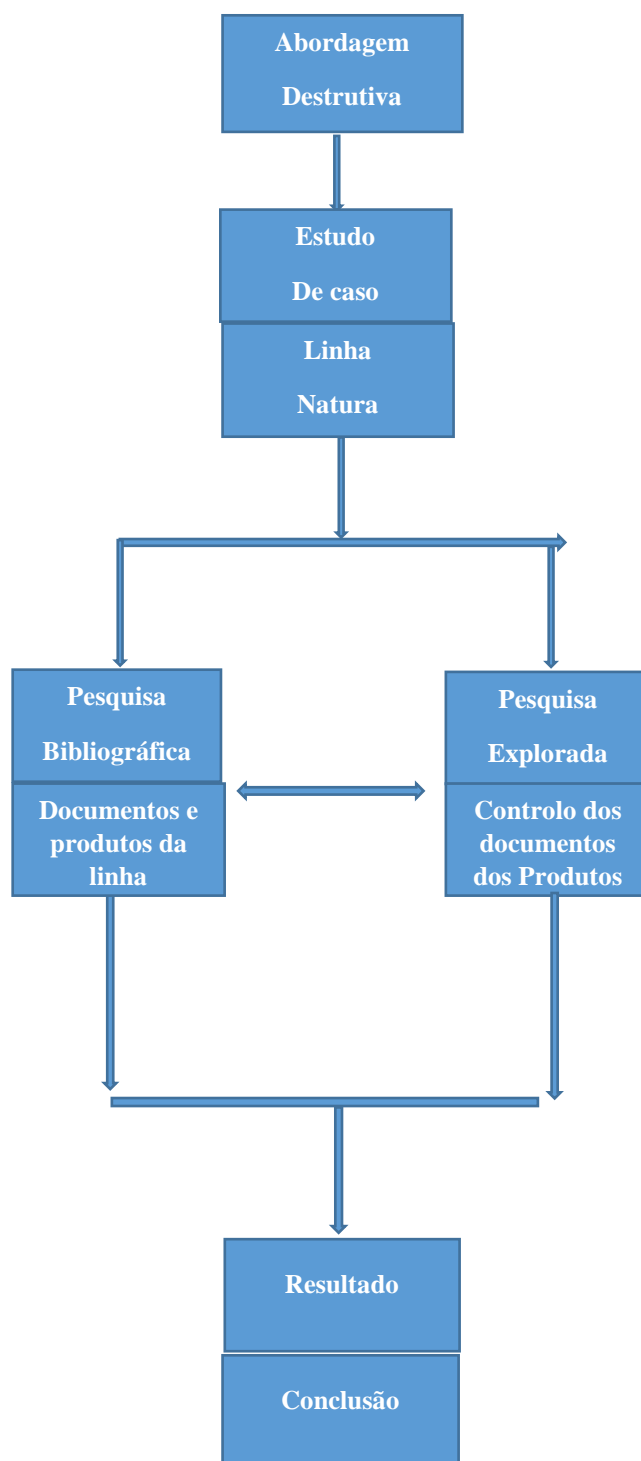 Abordagem
Destrutiva
Estudo
De caso
Linha
Natura
Pesquisa
Bibliográfica
Documentos e
produtos da
linha
Pesquisa
Explorada
Controlo dos
documentos
dos Produtos
Resultado
Conclusão